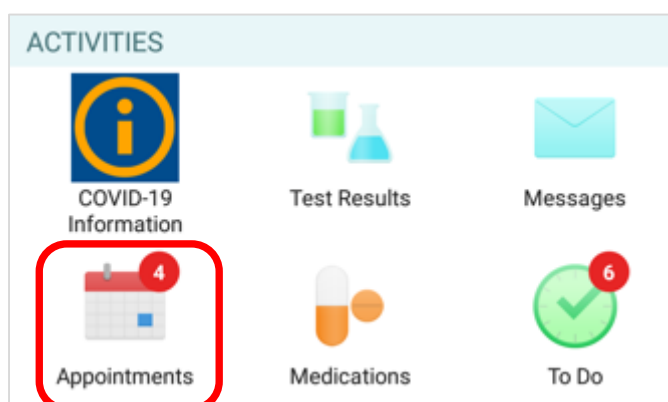 ACTIVITIES
COVID-19
Information
Test Results
Messages
4
Appointments
Medications
6
To Do